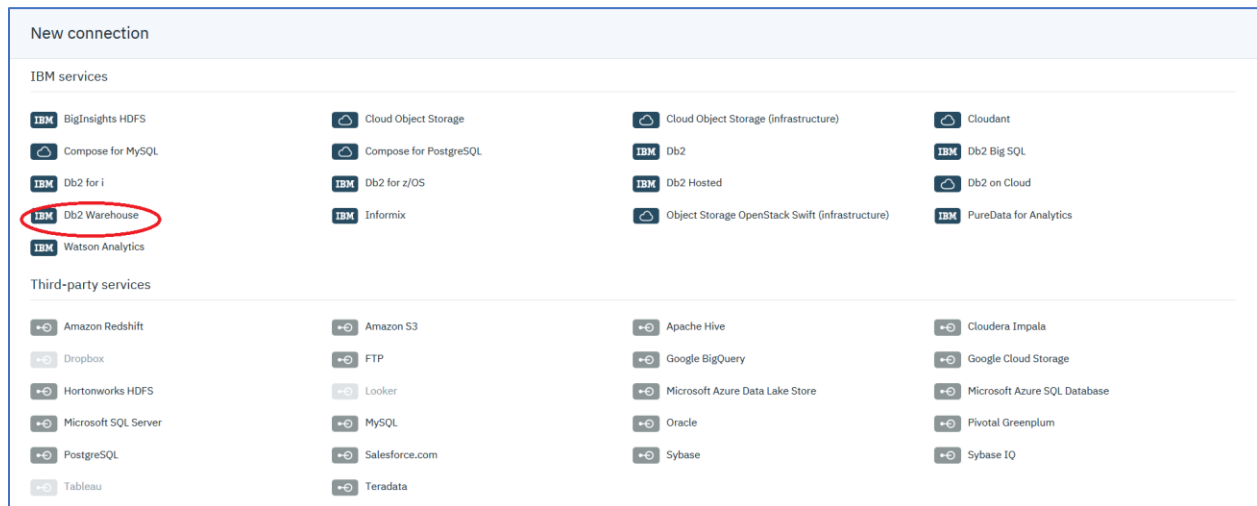 New connection
IBM services
IBM BigInsights HDFS Cloud Object Storage Cloud Object Storage (infrastructure) Cloudant
Compose for MySQL Compose for PostgreSQL IBM Db2 IBM Db2 Big SQL
IBM Db2 for i IBM Db2 for z/OS IBM Db2 Hosted Db2 on Cloud
IBM Db2 Warehouse IBM Informix Object Storage OpenStack Swift (infrastructure) IBM PureData for Analytics
IBM Watson Analytics
Third-party services
Amazon Redshift Amazon S3 Apache Hive Cloudera Impala
Dropbox FTP Google BigQuery Google Cloud Storage
Hortonworks HDFS Looker Microsoft Azure Data Lake Store Microsoft Azure SQL Database
Microsoft SQL Server MySQL Oracle Pivotal Greenplum
PostgreSQL Salesforce.com Sybase Sybase IQ
Tableau Teradata